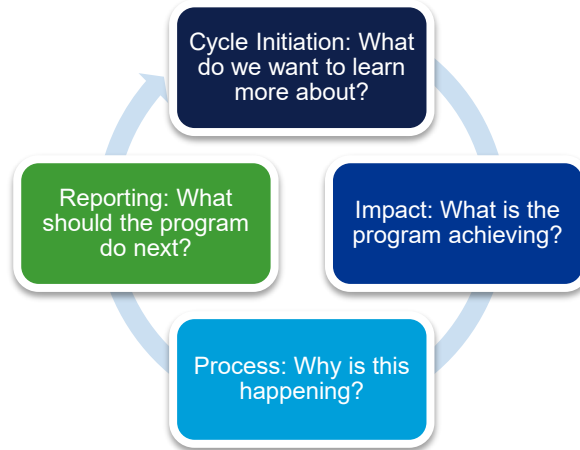 Cycle Initiation: What
do we want to learn
more about?
Impact: What is the
program achieving?
Process: Why is this
happening?
Reporting: What
should the program
do next?